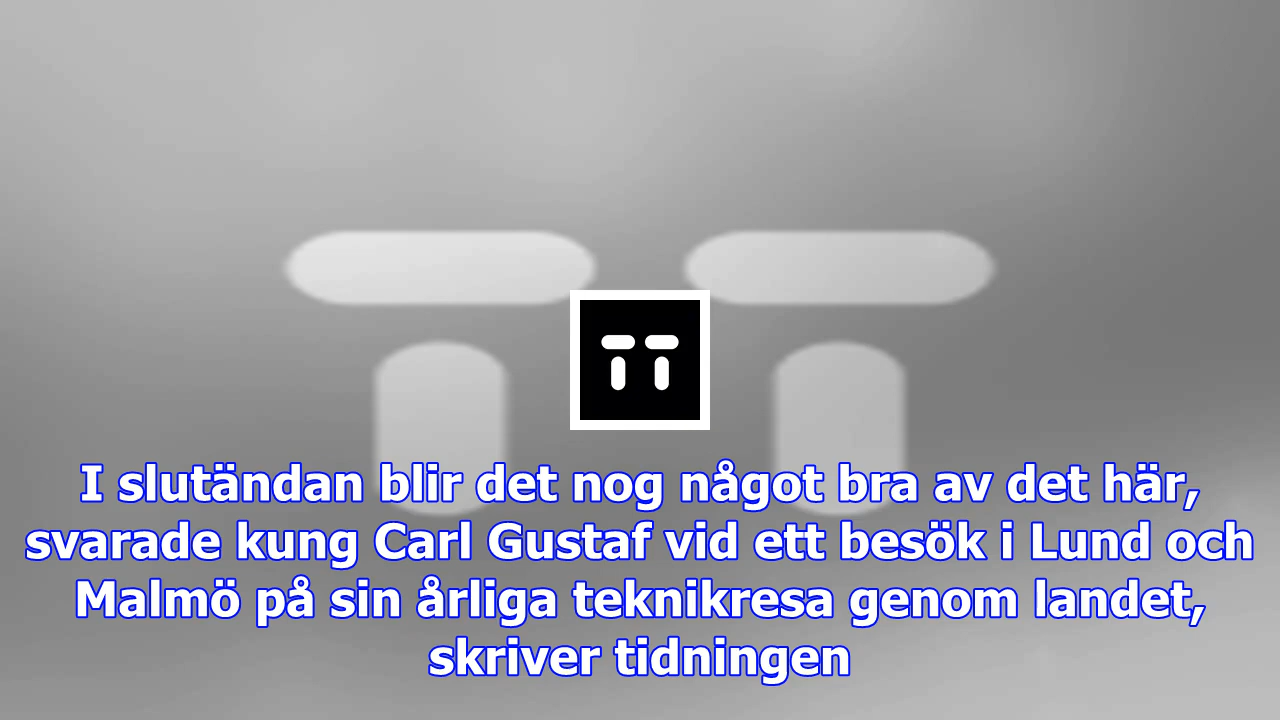 I slutändan blir det nog något bra av det här,
svarade kung Carl Gustaf vid ett besök i Lund och
Malmö på sin årliga teknikresa genom landet,
skriver tidningen